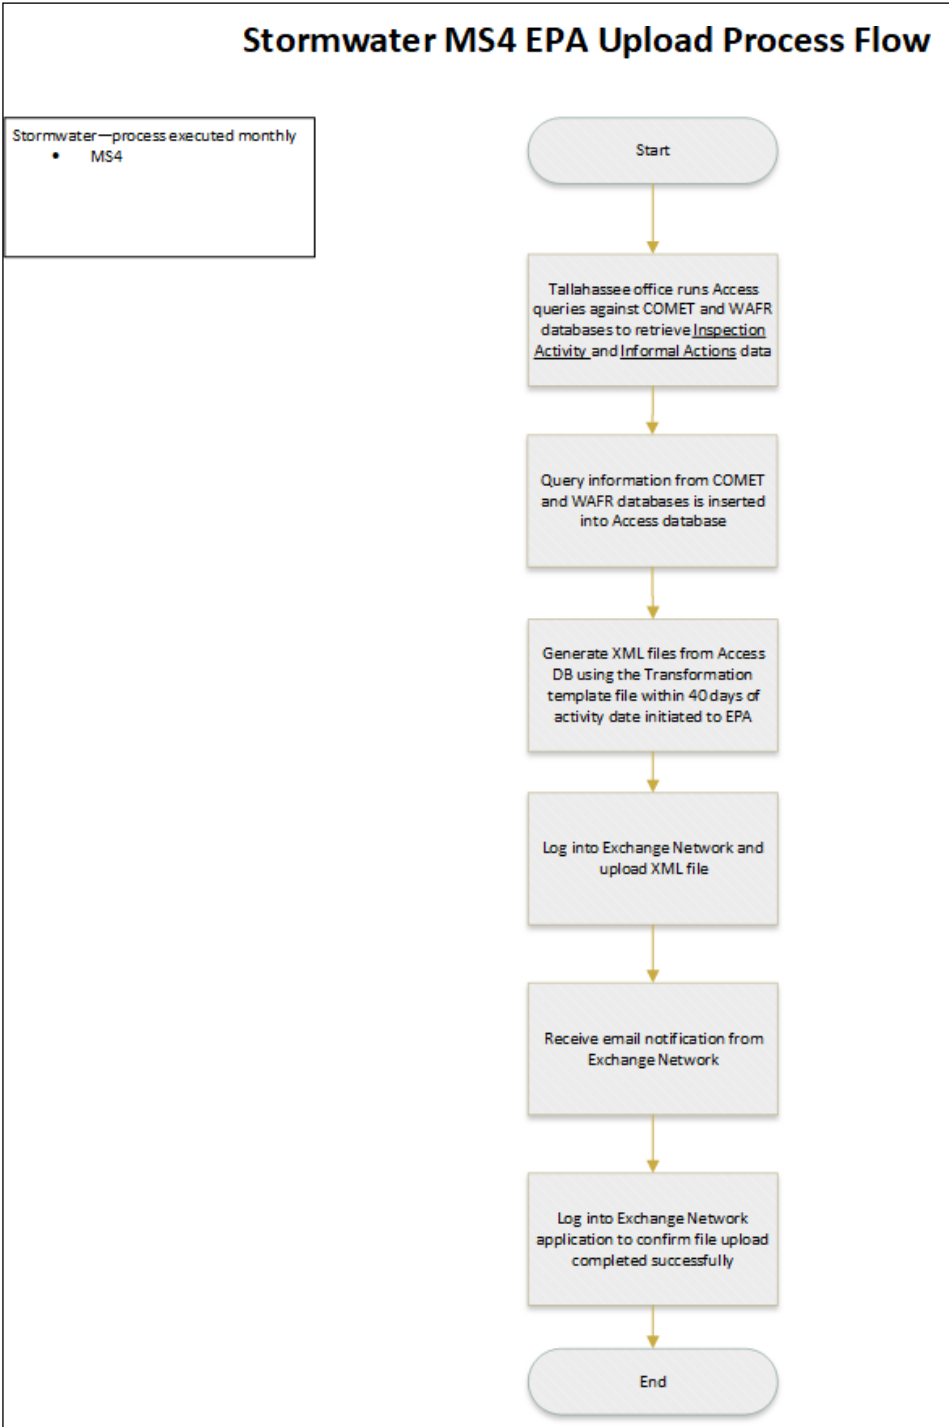 Stormwater MS4 EPA Upload Process Flow
Stormwater—process executed monthly
• MS4
Start
Tallahassee office runs Access
queries against COMET and WAFR
databases to retrieve Inspection
Activity and Informal Actions data
Query information from COMET
and WAFR databases is inserted
into Access database
Generate XML files from Access
DB using the Transformation
template file within 40 days of
activity date initiated to EPA
Log into Exchange Network and
upload XML file
Receive email notification from
Exchange Network
Log into Exchange Network
application to confirm file upload
completed successfully
End